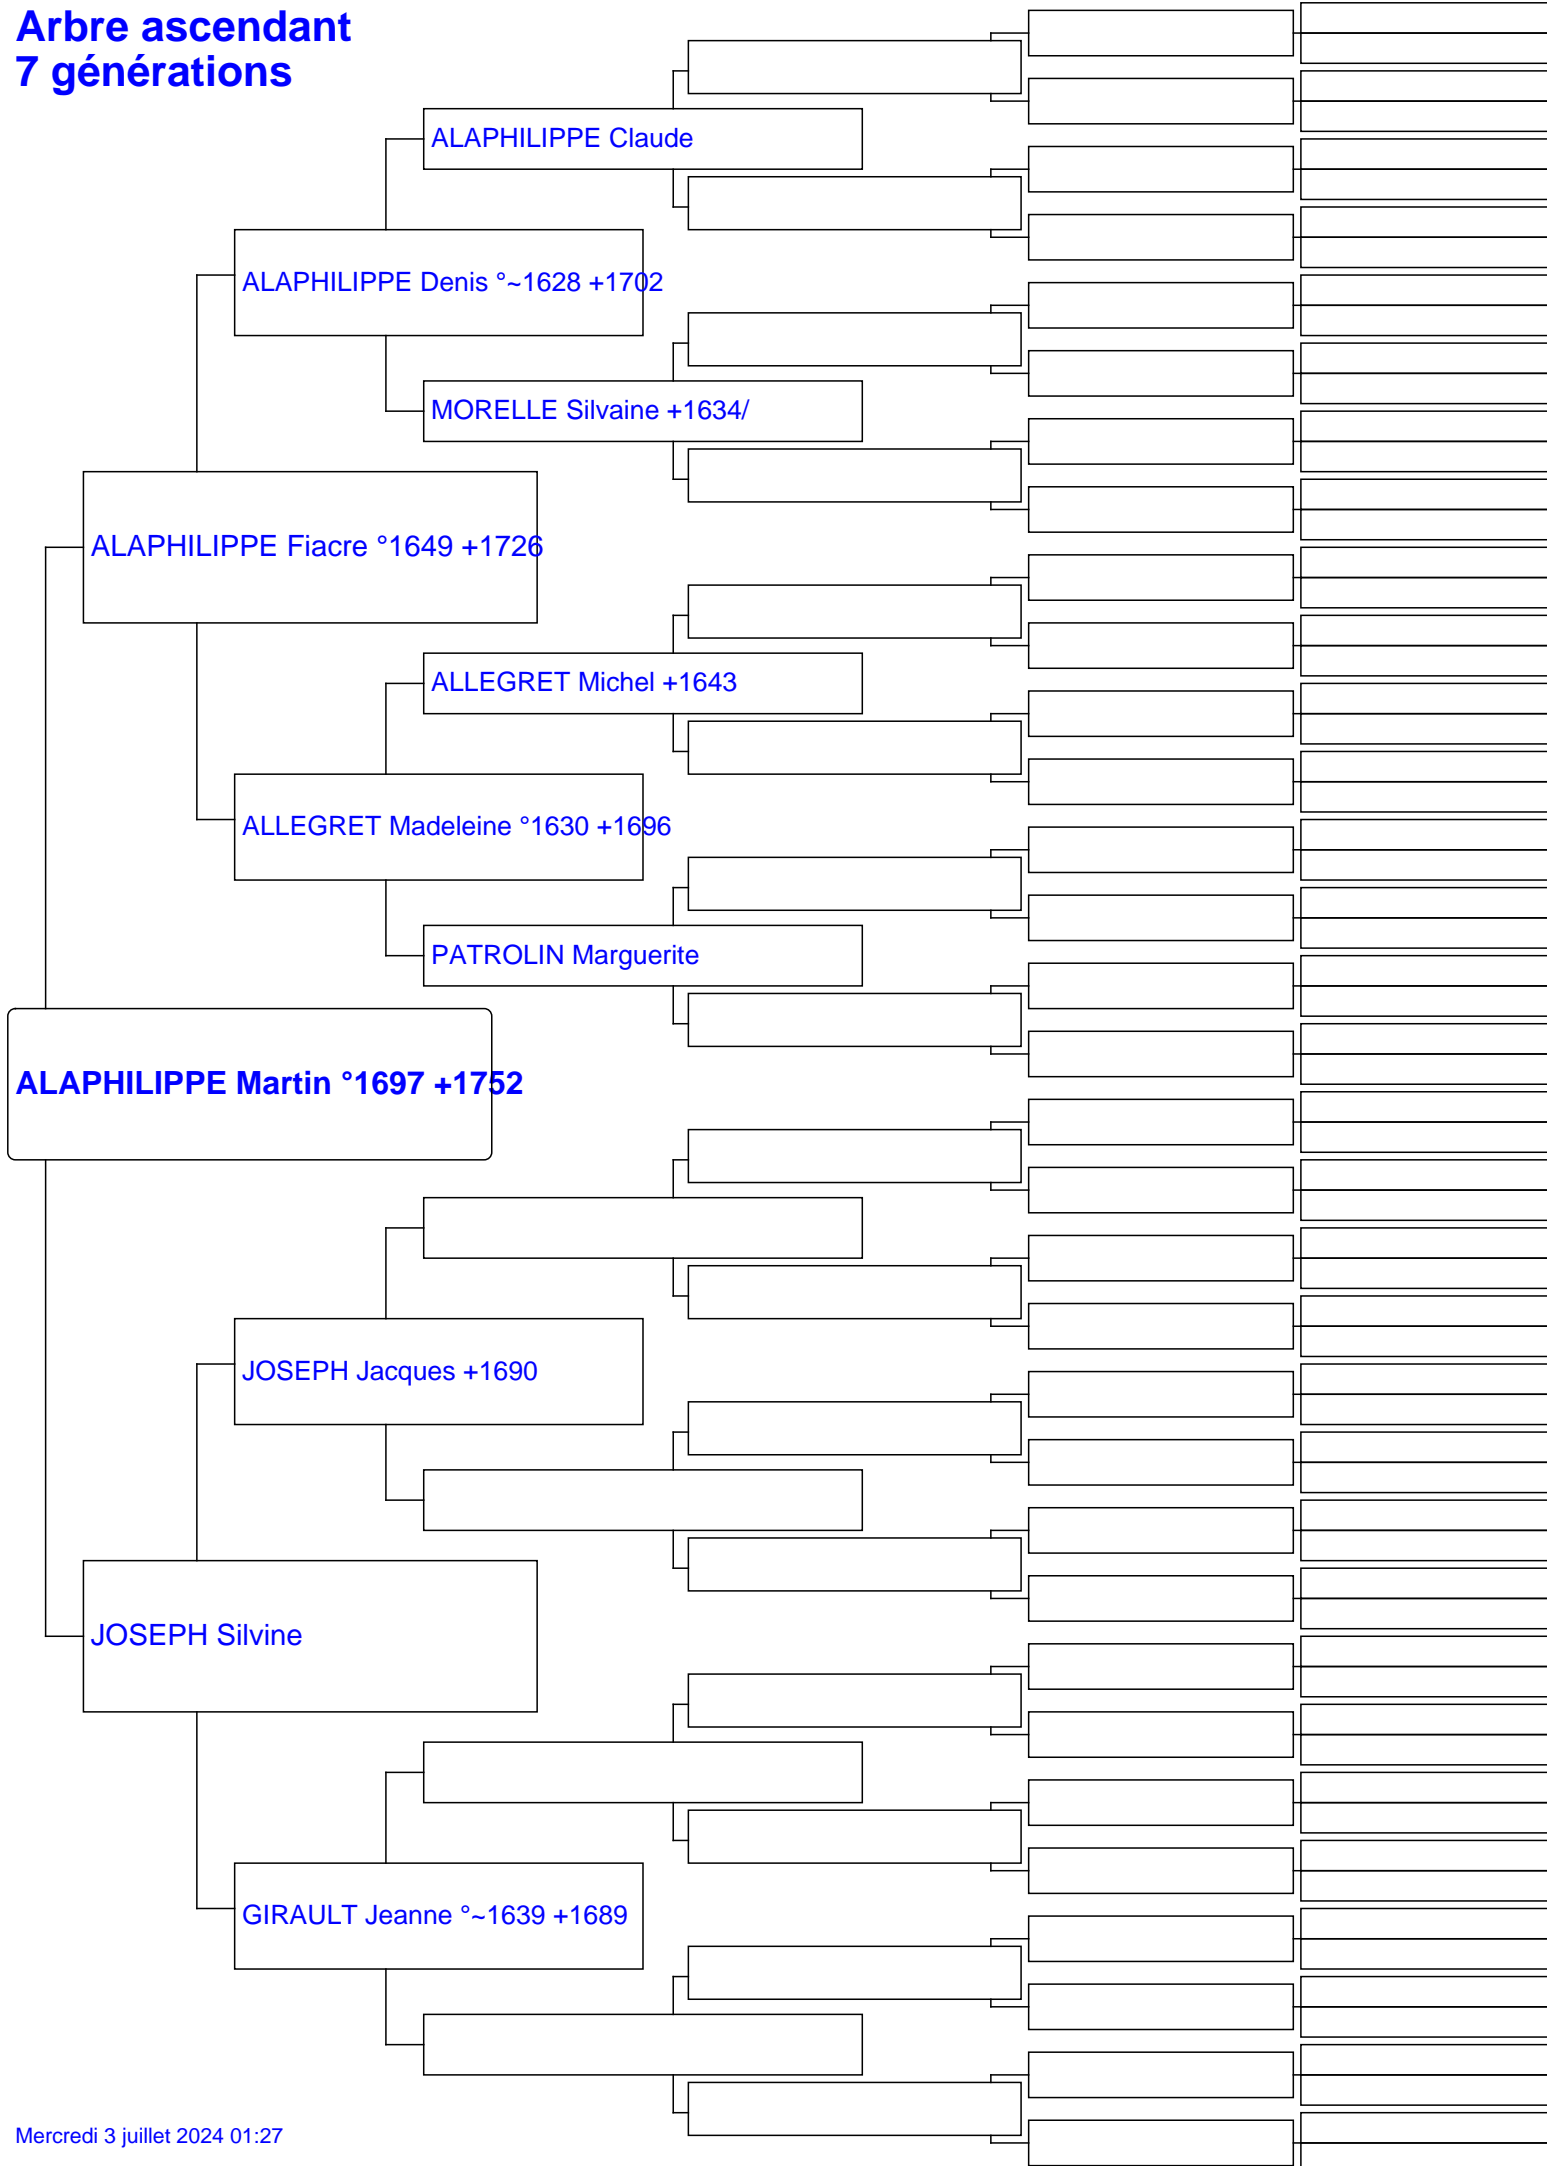 Arbre ascendant
7 générations
ALAPHILIPPE Claude
ALAPHILIPPE Denis °~1628 +1702
MORELLE Silvaine +1634/
ALAPHILIPPE Fiacre °1649 +1726
ALLEGRET Michel +1643
ALLEGRET Madeleine °1630 +1696
PATROLIN Marguerite
ALAPHILIPPE Martin °1697 +1752
JOSEPH Jacques +1690
JOSEPH Silvine
GIRAULT Jeanne °~1639 +1689
Mercredi 3 juillet 2024 01:27